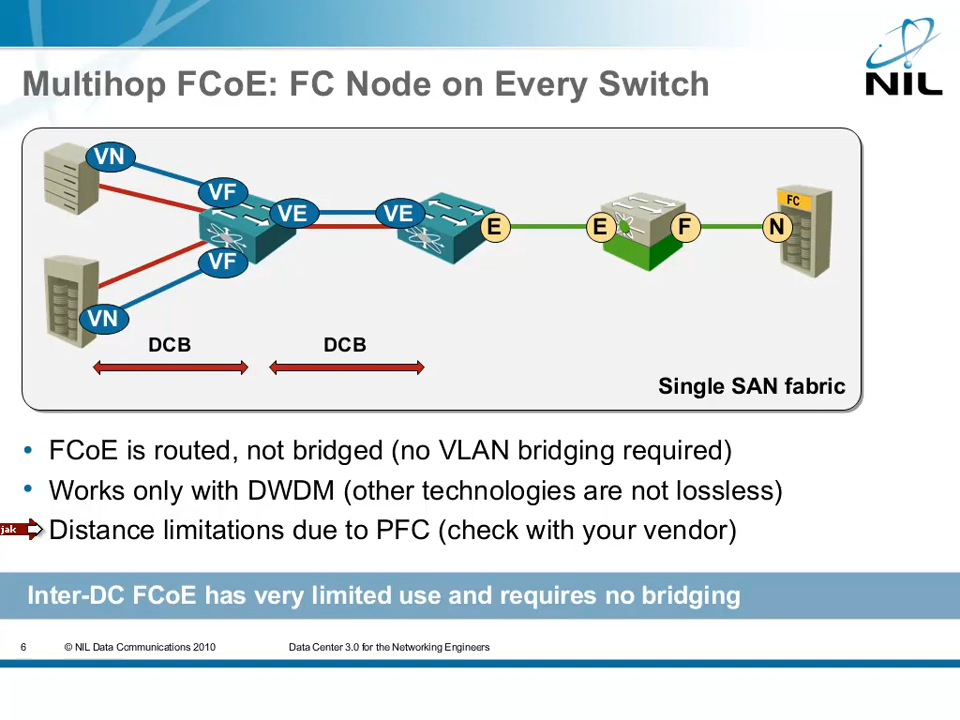 Multihop FCoE: FC Node on Every Switch
NIL
VN
VF
VE
VE
E
E
F
N
FC
VF
VN
DCB
DCB
Single SAN fabric
• FCoE is routed, not bridged (no VLAN bridging required)
• Works only with DWDM (other technologies are not lossless)
jak
Distance limitations due to PFC (check with your vendor)
Inter-DC FCoE has very limited use and requires no bridging
6 © NIL Data Communications 2010 Data Center 3.0 for the Networking Engineers